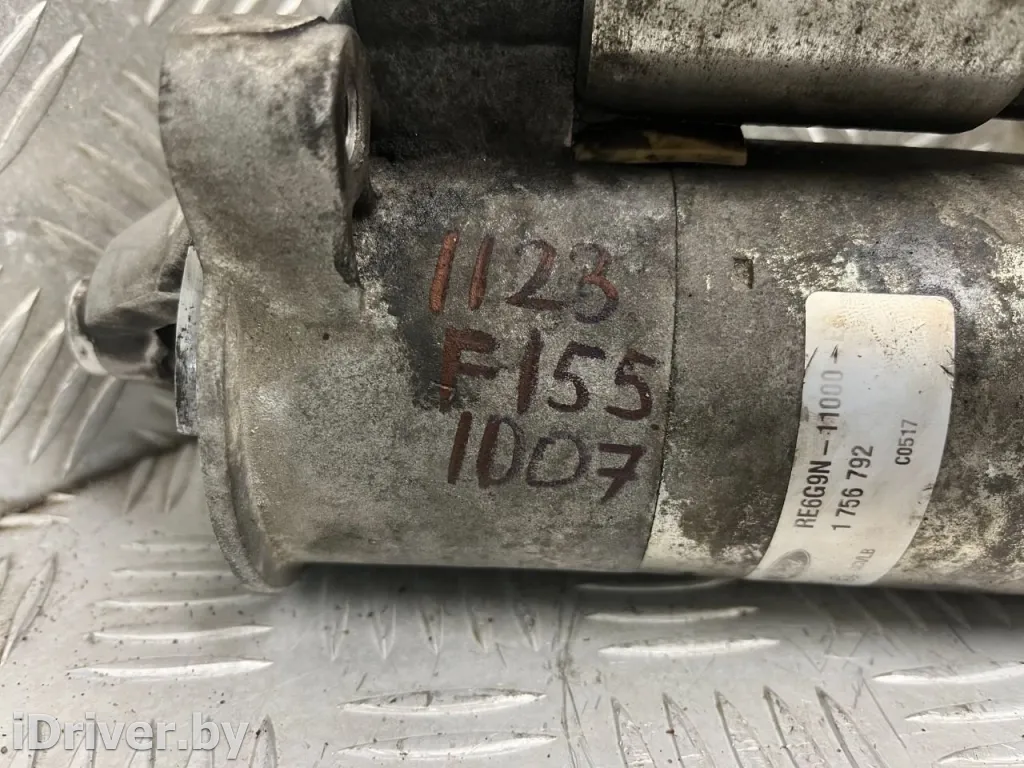 1123
F155
1007
RE6G9N-11000
1 756 792
C0517
iDriver.by